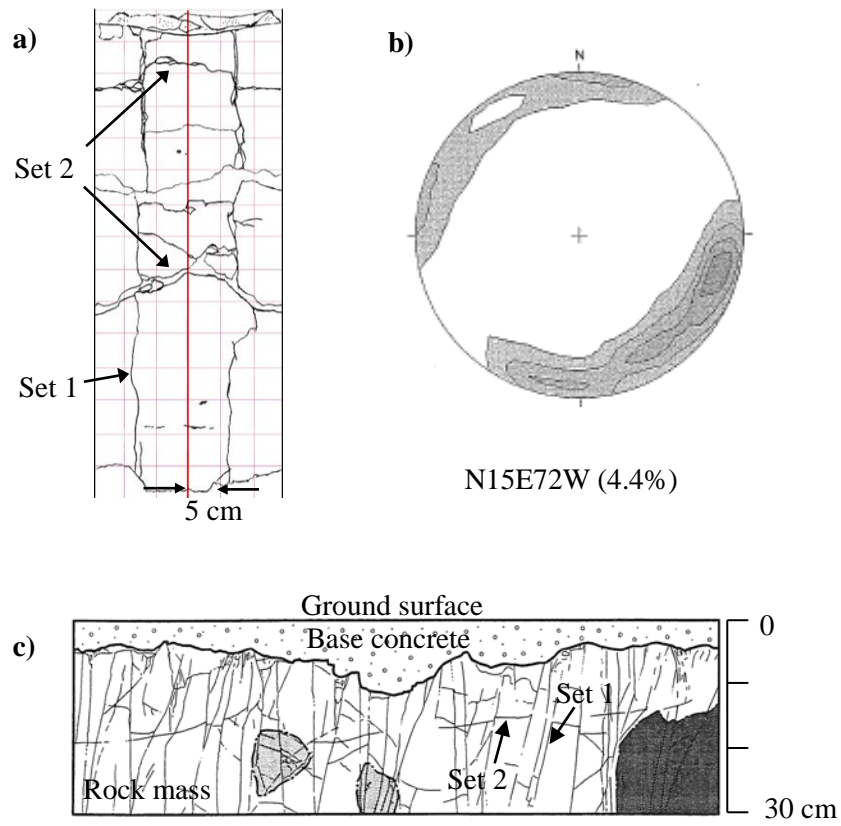 a)
b)
N
Set 2
Set 1
5 cm
N15E72W (4.4%)
c)
Ground surface
Base concrete
0
Set 1
Set 2
Rock mass
30 cm